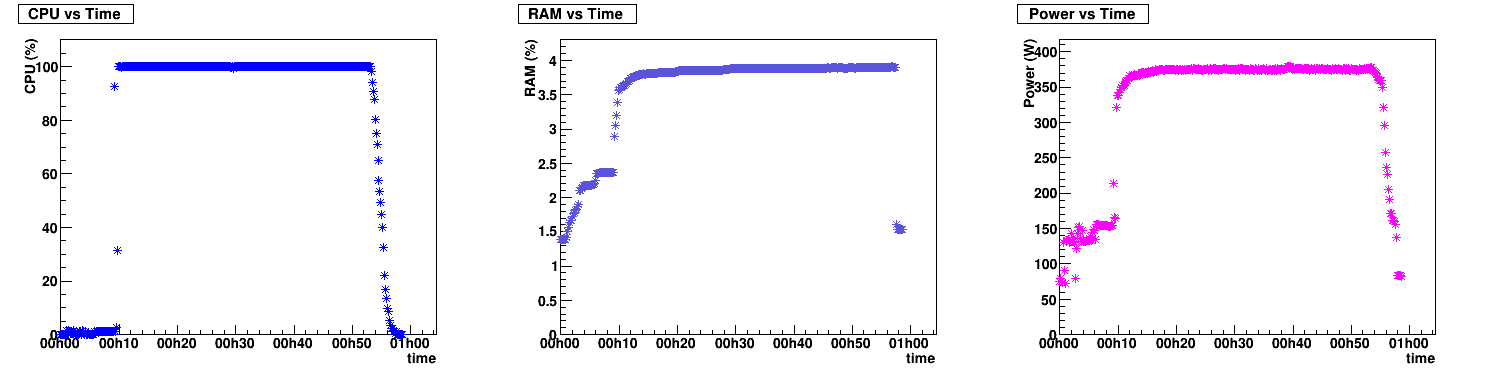 CPU vs Time
CPU (%)
100
80
60
40
20
0
00h00 00h10 00h20 00h30 00h40 00h50 01h00
time
RAM vs Time
RAM (%)
4
3.5
3
2.5
2
1.5
1
0.5
0
00h00 00h10 00h20 00h30 00h40 00h50 01h00
time
Power vs Time
Power (W)
400
350
300
250
200
150
100
50
0
00h00 00h10 00h20 00h30 00h40 00h50 01h00
time